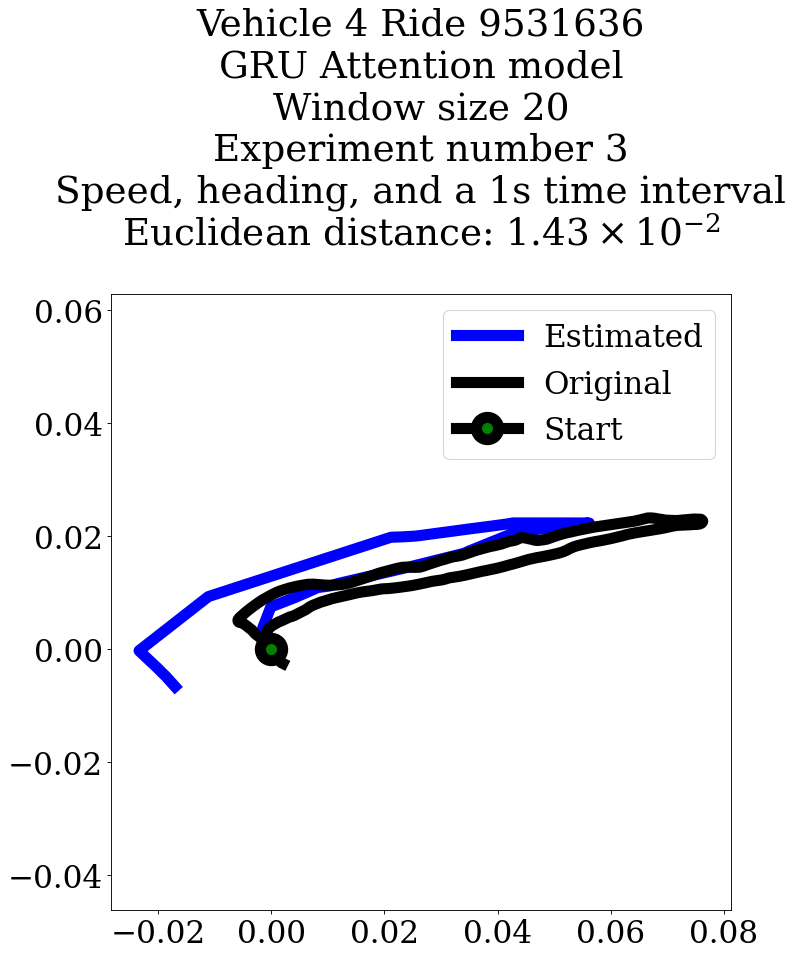 Vehicle 4 Ride 9531636
GRU Attention model
Window size 20
Experiment number 3
Speed, heading, and a 1s time interval
Euclidean distance: 1.43 × 10⁻²
0.06
Estimated
Original
Start
0.04
0.02
0.00
−0.02
−0.04
−0.02 0.00 0.02 0.04 0.06 0.08